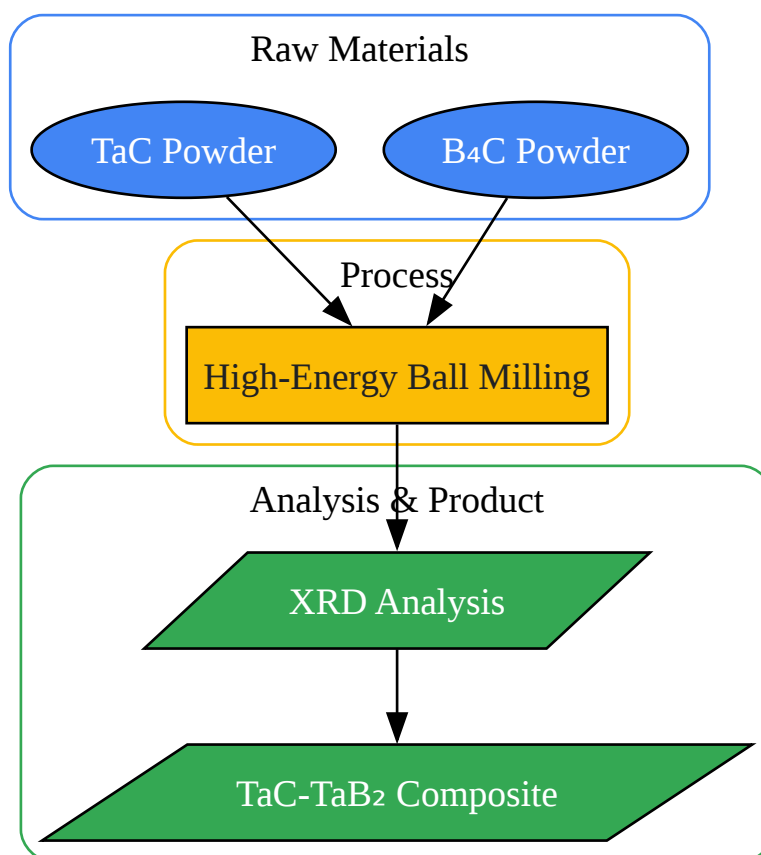 Raw Materials
TaC Powder
B₄C Powder
Process
High-Energy Ball Milling
Analysis & Product
XRD Analysis
TaC-TaB₂ Composite